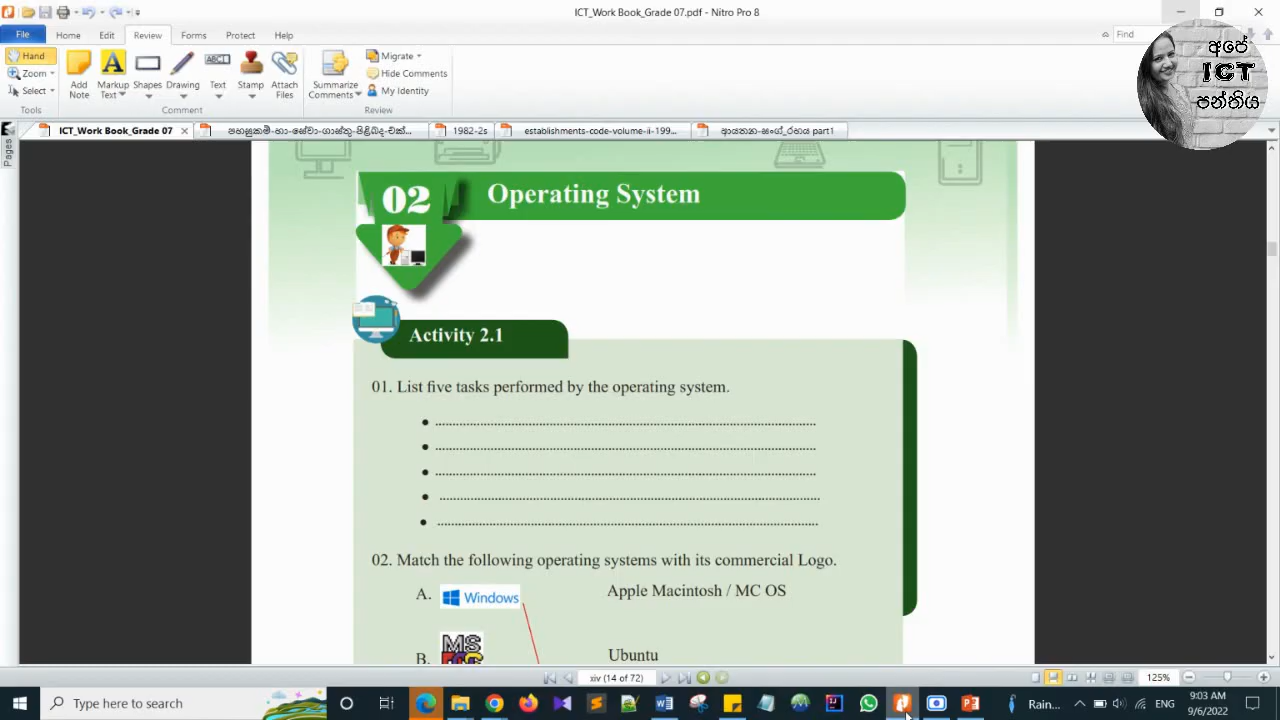 ICT_Work Book_Grade 07.pdf - Nitro Pro 8
File Home Edit Review Forms Protect Help
Find
Hand
Zoom
Select
Tools
Add Note
Markup Text
Shapes
Drawing
Text
Stamp
Attach Files
Comment
Summarize Comments
Migrate
Hide Comments
My Identity
Review
අපේ
ICT
පන්තිය
ICT_Work Book_Grade 07
1982-2s
establishments-code-volume-ii-199...
Pages
02
Operating System
Activity 2.1
01. List five tasks performed by the operating system.
02. Match the following operating systems with its commercial Logo.
A. Windows
Apple Macintosh / MC OS
B. MS
Ubuntu
xiv (14 of 72)
125%
Type here to search
Rain...
ENG
9:03 AM
9/6/2022